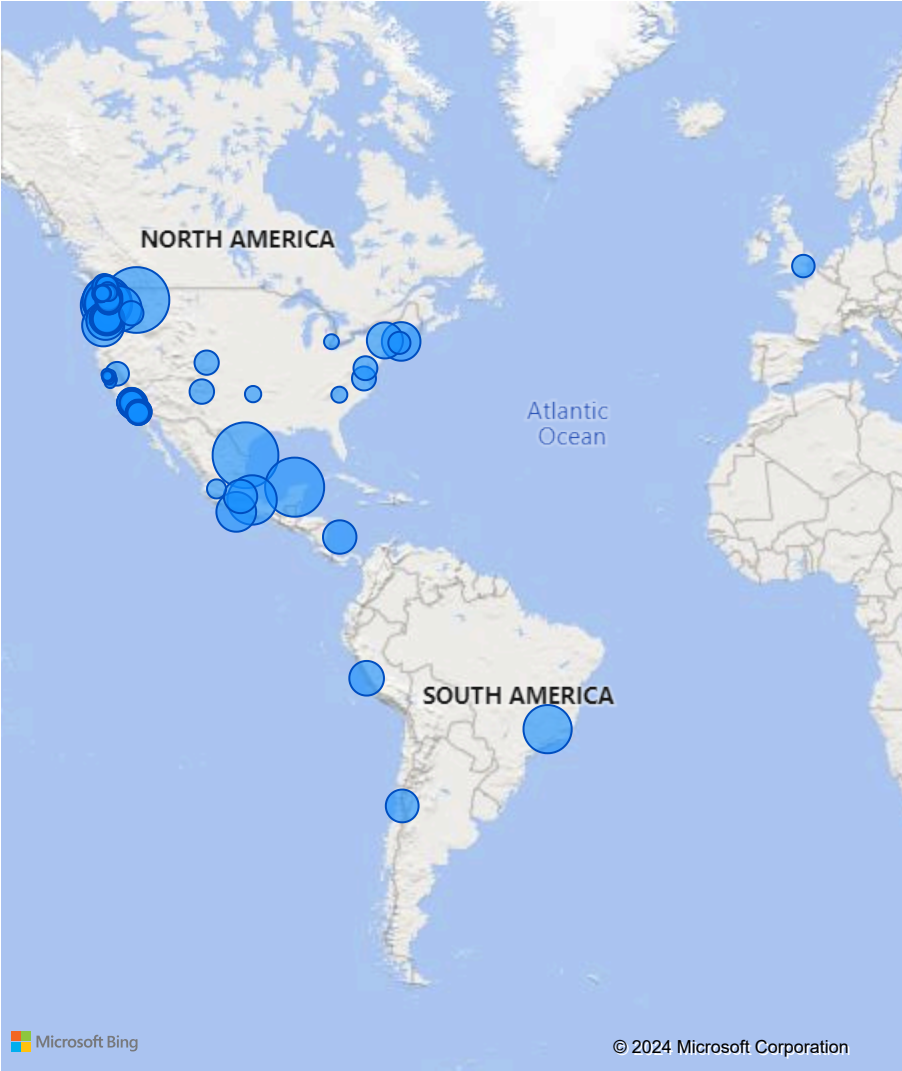 NORTH AMERICA
Atlantic
Ocean
SOUTH AMERICA
Microsoft Bing
© 2024 Microsoft Corporation